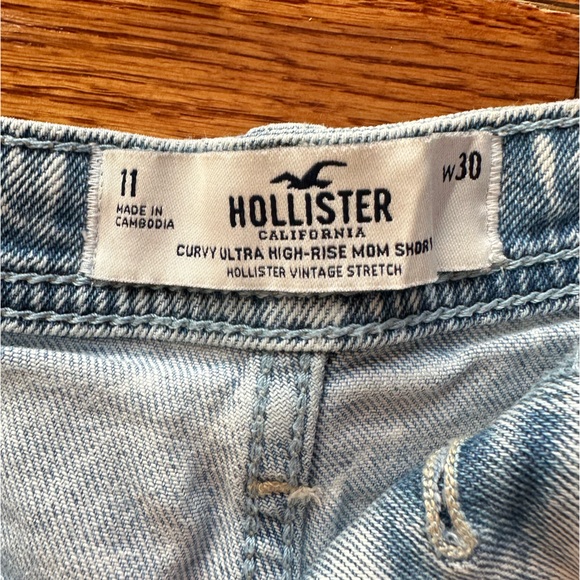 11
MADE IN
CAMBODIA
HOLLISTER
CALIFORNIA
CURVY ULTRA HIGH-RISE MOM SHORT
HOLLISTER VINTAGE STRETCH
W30